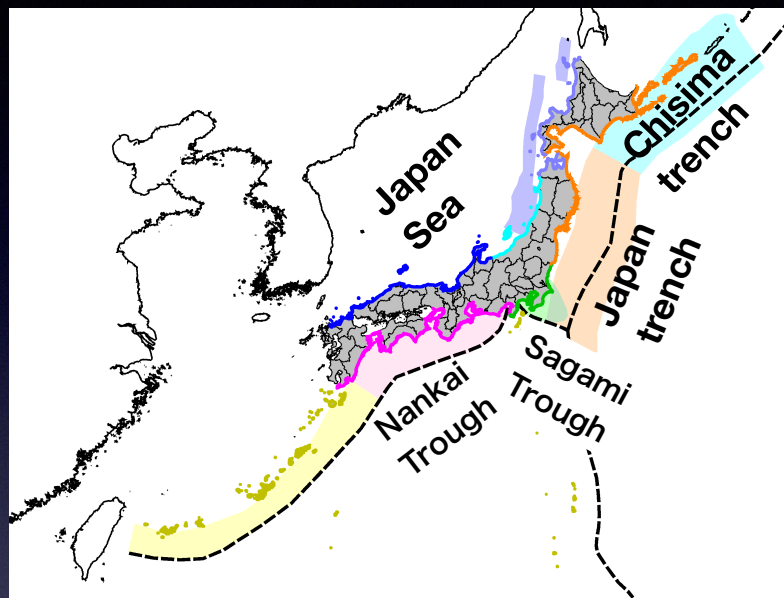 Japan
Sea
Chisima
trench
Japan
trench
Sagami
Trough
Nankai
Trough